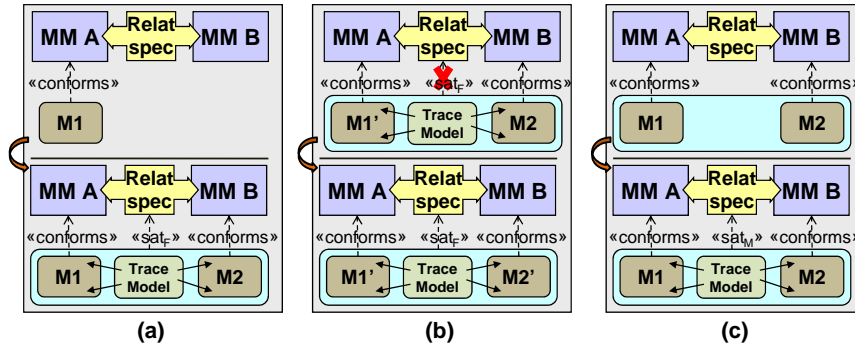 MM A
Relat
spec
MM B
«conforms»
M1
MM A
Relat
spec
MM B
«conforms» «satF» «conforms»
M1
Trace
Model
M2
(a)
MM A
Relat
spec
MM B
«conforms» «satF» «conforms»
M1'
Trace
Model
M2
MM A
Relat
spec
MM B
«conforms» «satF» «conforms»
M1'
Trace
Model
M2'
(b)
MM A
Relat
spec
MM B
«conforms» «conforms»
M1
M2
MM A
Relat
spec
MM B
«conforms» «satM» «conforms»
M1
Trace
Model
M2
(c)